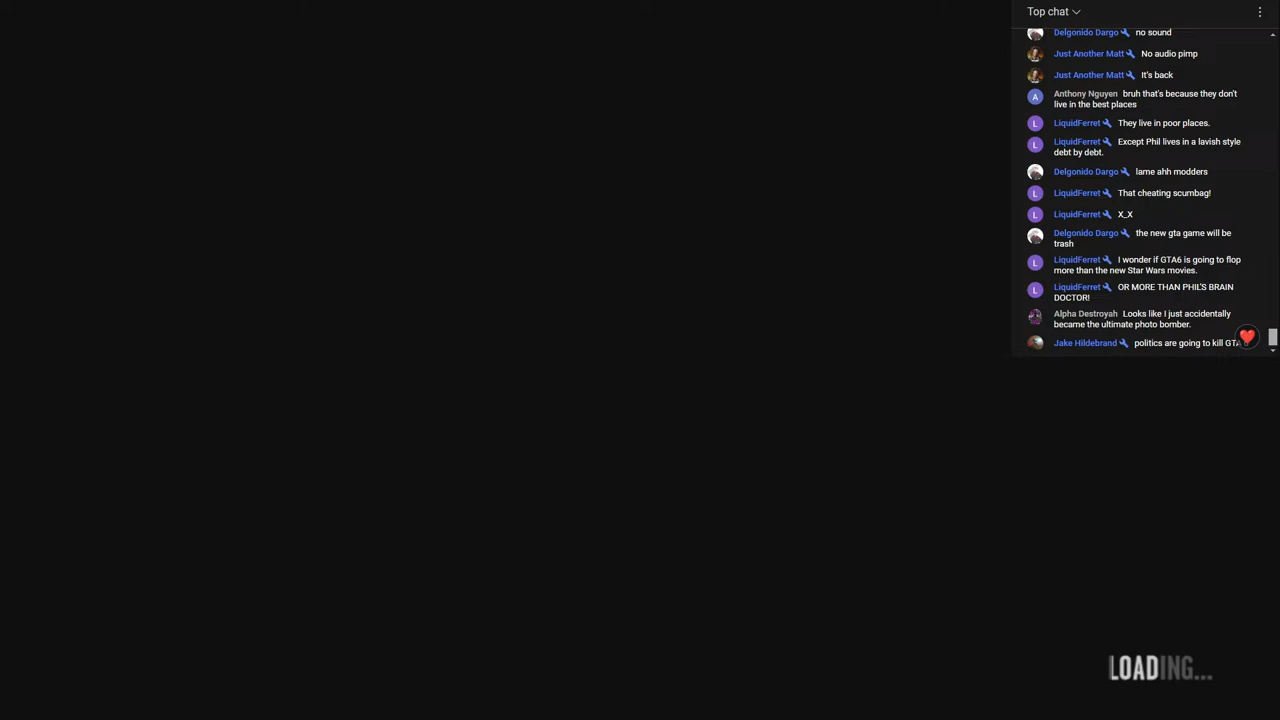 Top chat
Delgonido Dargo no sound
Just Another Matt No audio pimp
Just Another Matt It's back
A Anthony Nguyen bruh that's because they don't
live in the best places
L LiquidFerret They live in poor places.
L LiquidFerret Except Phil lives in a lavish style
debt by debt.
Delgonido Dargo lame ahh modders
L LiquidFerret That cheating scumbag!
L LiquidFerret X_X
Delgonido Dargo the new gta game will be
trash
L LiquidFerret I wonder if GTA6 is going to flop
more than the new Star Wars movies.
L LiquidFerret OR MORE THAN PHIL'S BRAIN
DOCTOR!
Alpha Destroyah Looks like I just accidentally
became the ultimate photo bomber.
Jake Hildebrand politics are going to kill GTA
LOADING...